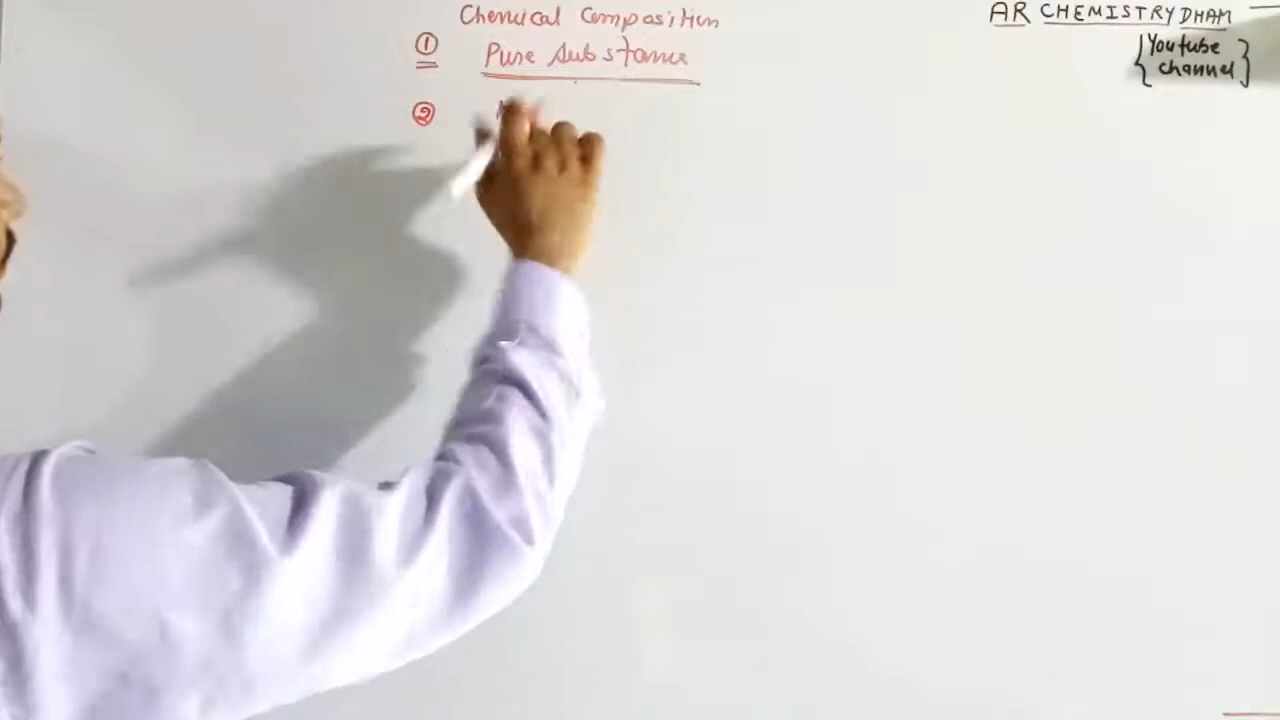 Chemical Composition
① Pure Substance
②
AR CHEMISTRY DHAM
{Youtube
channel}